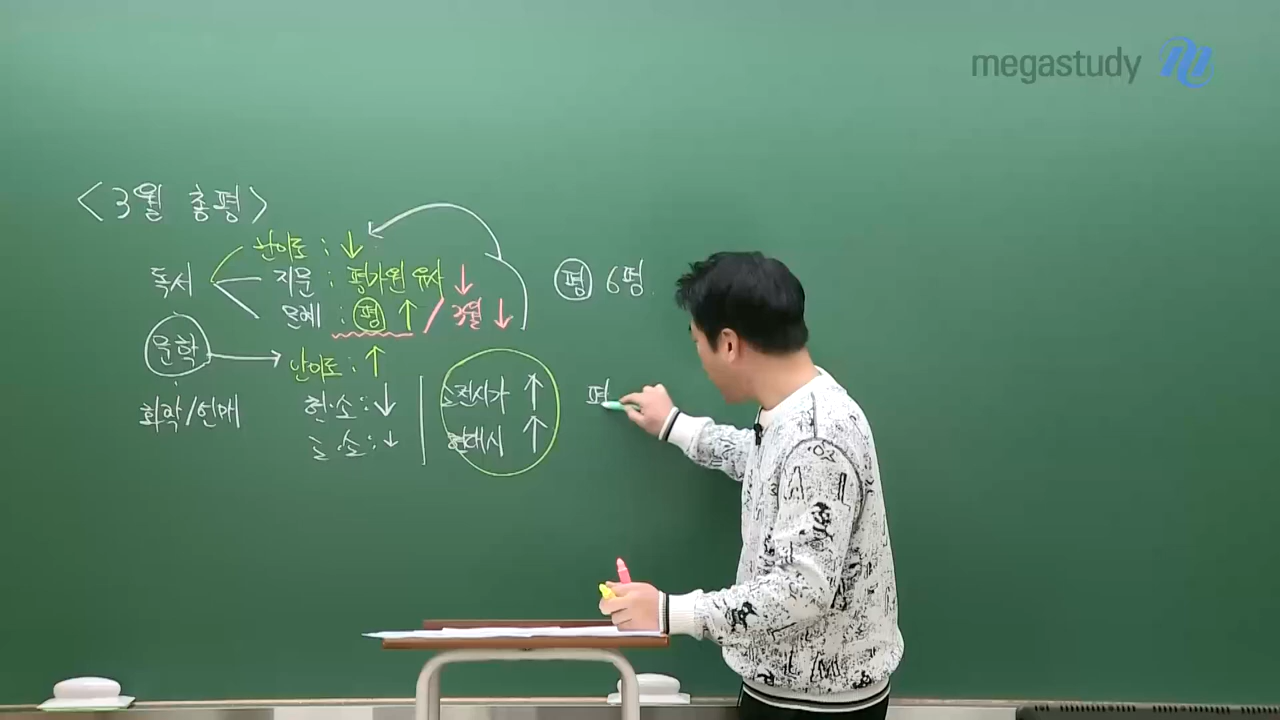 megastudy
<3월 총평>
난이도 : ↓
독서 지문 : 평가원 유사 ↓
문제 : 평 ↑ / 3월 ↓
평 6평
문학 → 난이도 : ↑
화작/언매
현·소 : ↓ 고전시가 ↑
고·소 : ↓ 현대시 ↑
평